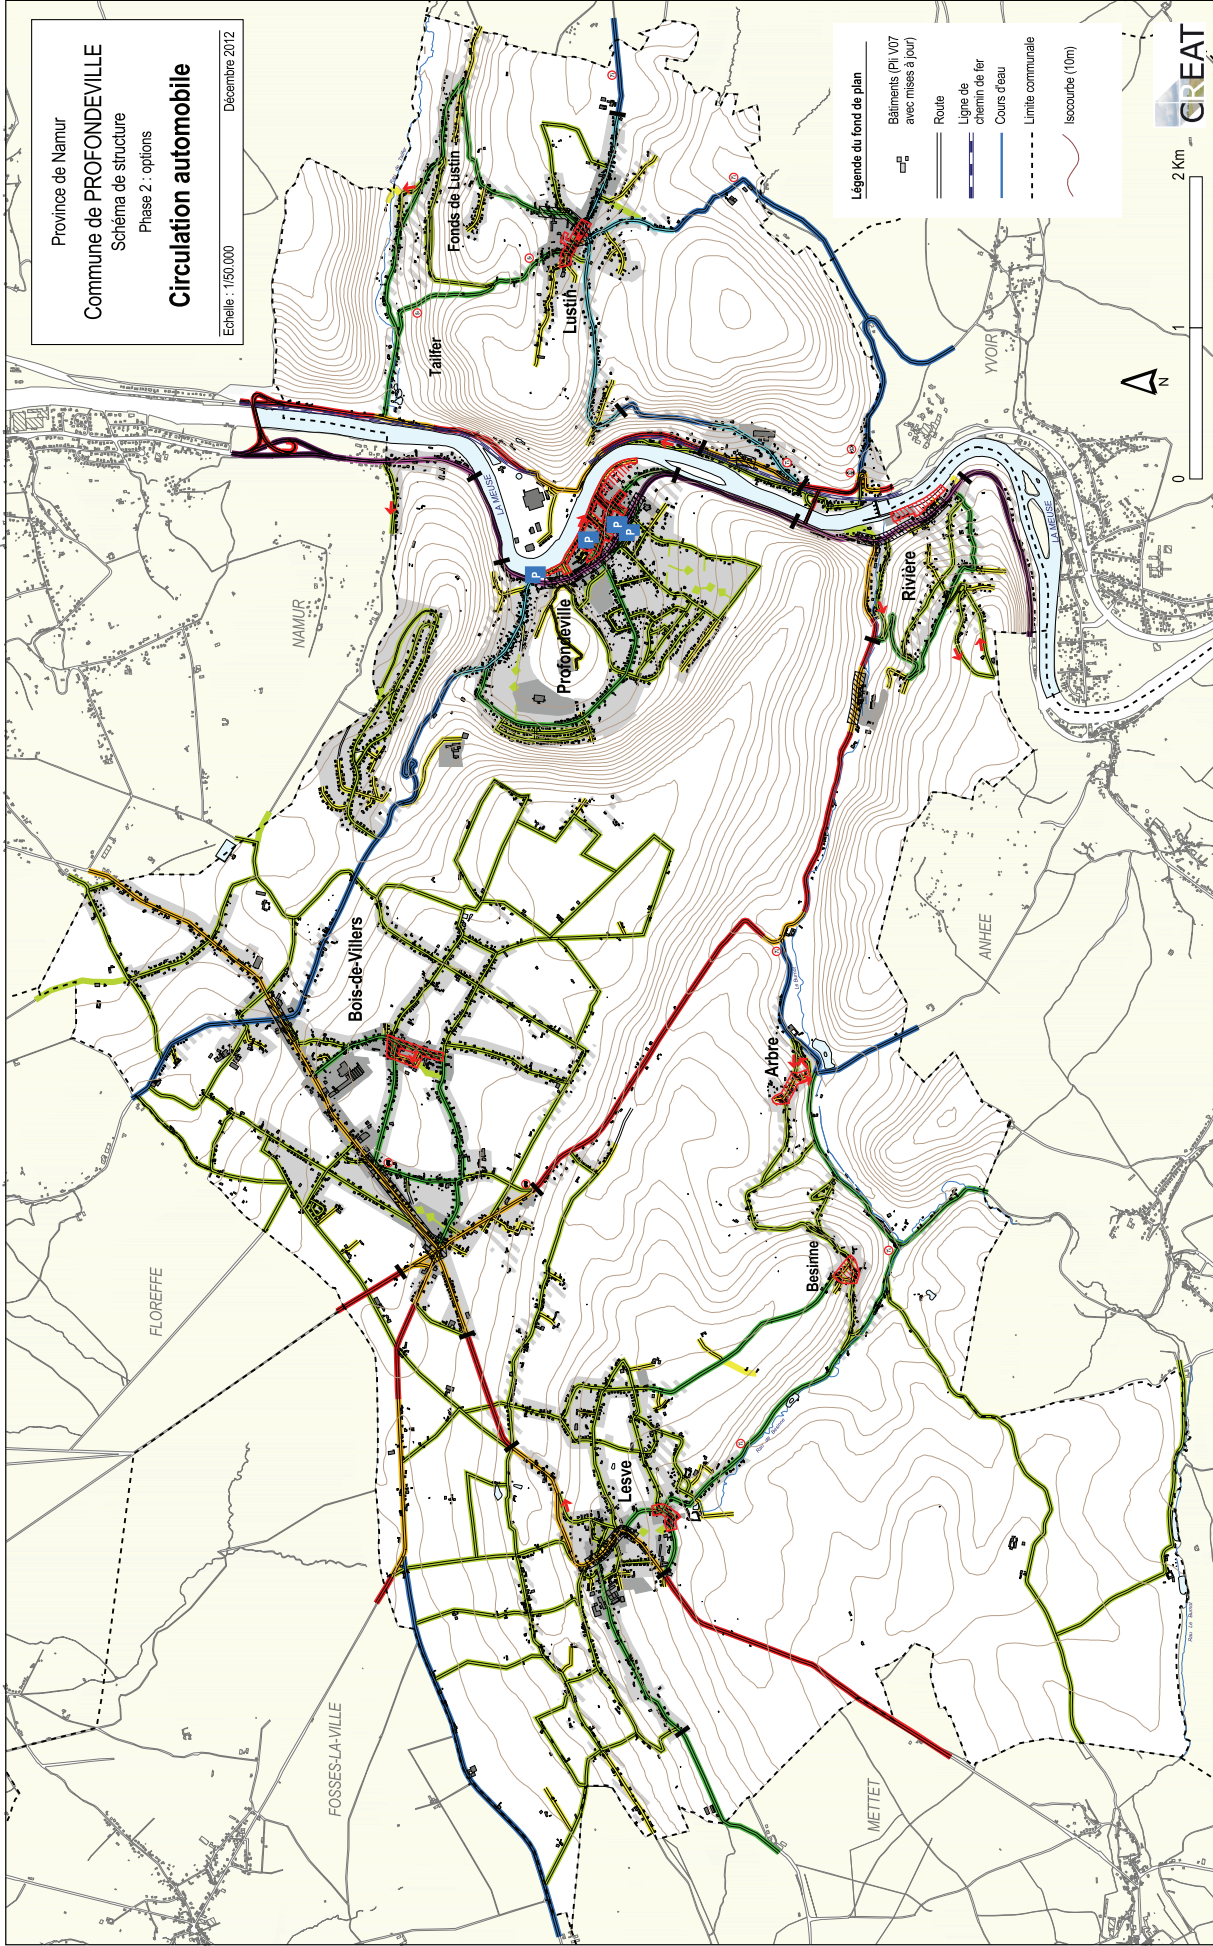 Province de Namur
Commune de PROFONDEVILLE
Schéma de structure
Phase 2 : options
Circulation automobile
Echelle : 1/50.000
Décembre 2012
Légende du fond de plan
Bâtiments (Pli V07
avec mises à jour)
Route
Ligne de
chemin de fer
Cours d'eau
Limite communale
Isocourbe (10m)
CREAT
0
1
2 Km
N
NAMUR
FLOREFFE
FOSSES-LA-VILLE
METTET
ANHEE
YVOIR
LA MEUSE
LA MEUSE
Tailfer
Fonds de Lustin
Lustin
Profondeville
Rivière
Bois-de-Villers
Arbre
Besinne
Lesve
P
P
P
P